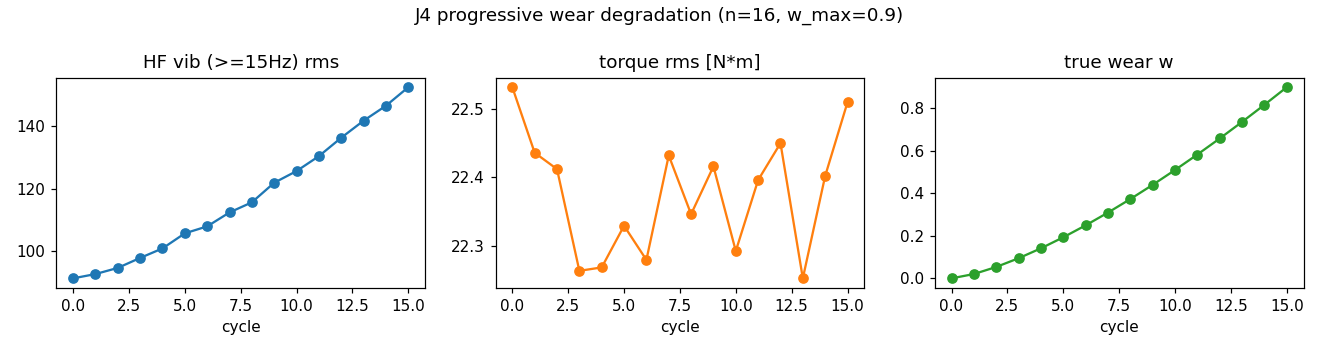 J4 progressive wear degradation (n=16, w_max=0.9)
HF vib (>=15Hz) rms
140
120
100
0.0 2.5 5.0 7.5 10.0 12.5 15.0
cycle
torque rms [N*m]
22.5
22.4
22.3
0.0 2.5 5.0 7.5 10.0 12.5 15.0
cycle
true wear w
0.8
0.6
0.4
0.2
0.0
0.0 2.5 5.0 7.5 10.0 12.5 15.0
cycle